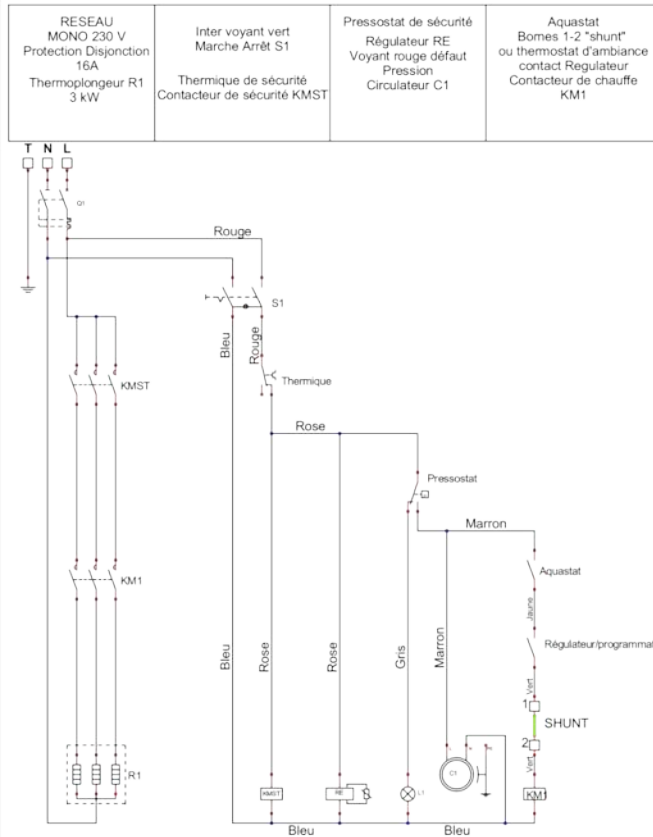 RESEAU
MONO 230 V
Protection Disjonction
16A
Thermoplongeur R1
3 kW
Inter voyant vert
Marche Arrêt S1
Thermique de sécurité
Contacteur de sécurité KMST
Pressostat de sécurité
Régulateur RE
Voyant rouge défaut
Pression
Circulateur C1
Aquastat
Bornes 1-2 "shunt"
ou thermostat d'ambiance
contact Regulateur
Contacteur de chauffe
KM1
T N L
Q1
Rouge
S1
Bleu
Rouge
Thermique
KMST
Rose
Pressostat
Marron
Aquastat
KM1
Jaune
Régulateur/programmat
Bleu
Rose
Rose
Gris
Marron
Vert
1
SHUNT
2
Vert
R1
KMST
RE
L1
C1
KM1
Bleu
Bleu